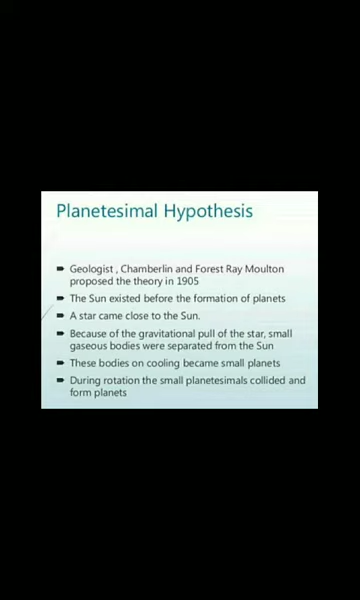 Planetesimal Hypothesis
Geologist , Chamberlin and Forest Ray Moulton
proposed the theory in 1905
The Sun existed before the formation of planets
A star came close to the Sun.
Because of the gravitational pull of the star, small
gaseous bodies were separated from the Sun
These bodies on cooling became small planets
During rotation the small planetesimals collided and
form planets